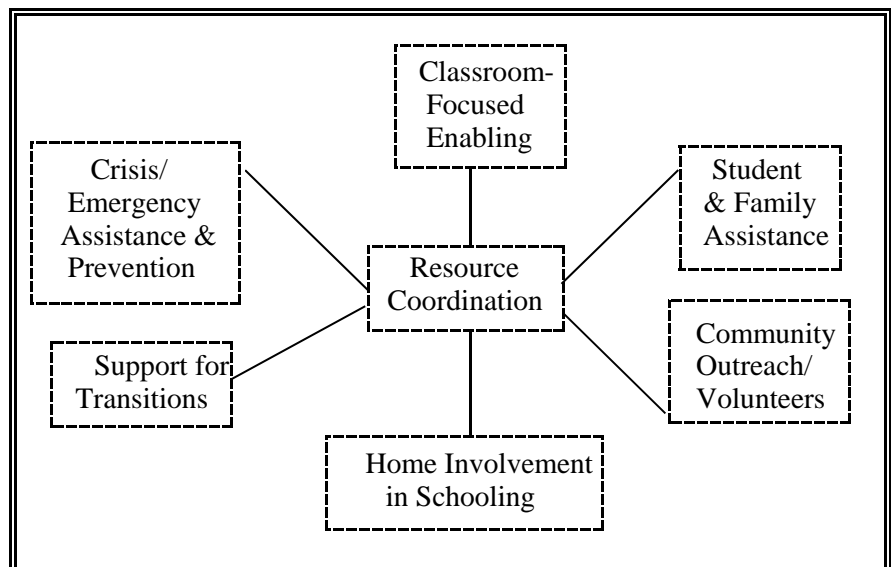 Classroom-
Focused
Enabling
Crisis/
Emergency
Assistance &
Prevention
Student
& Family
Assistance
Resource
Coordination
Support for
Transitions
Community
Outreach/
Volunteers
Home Involvement
in Schooling